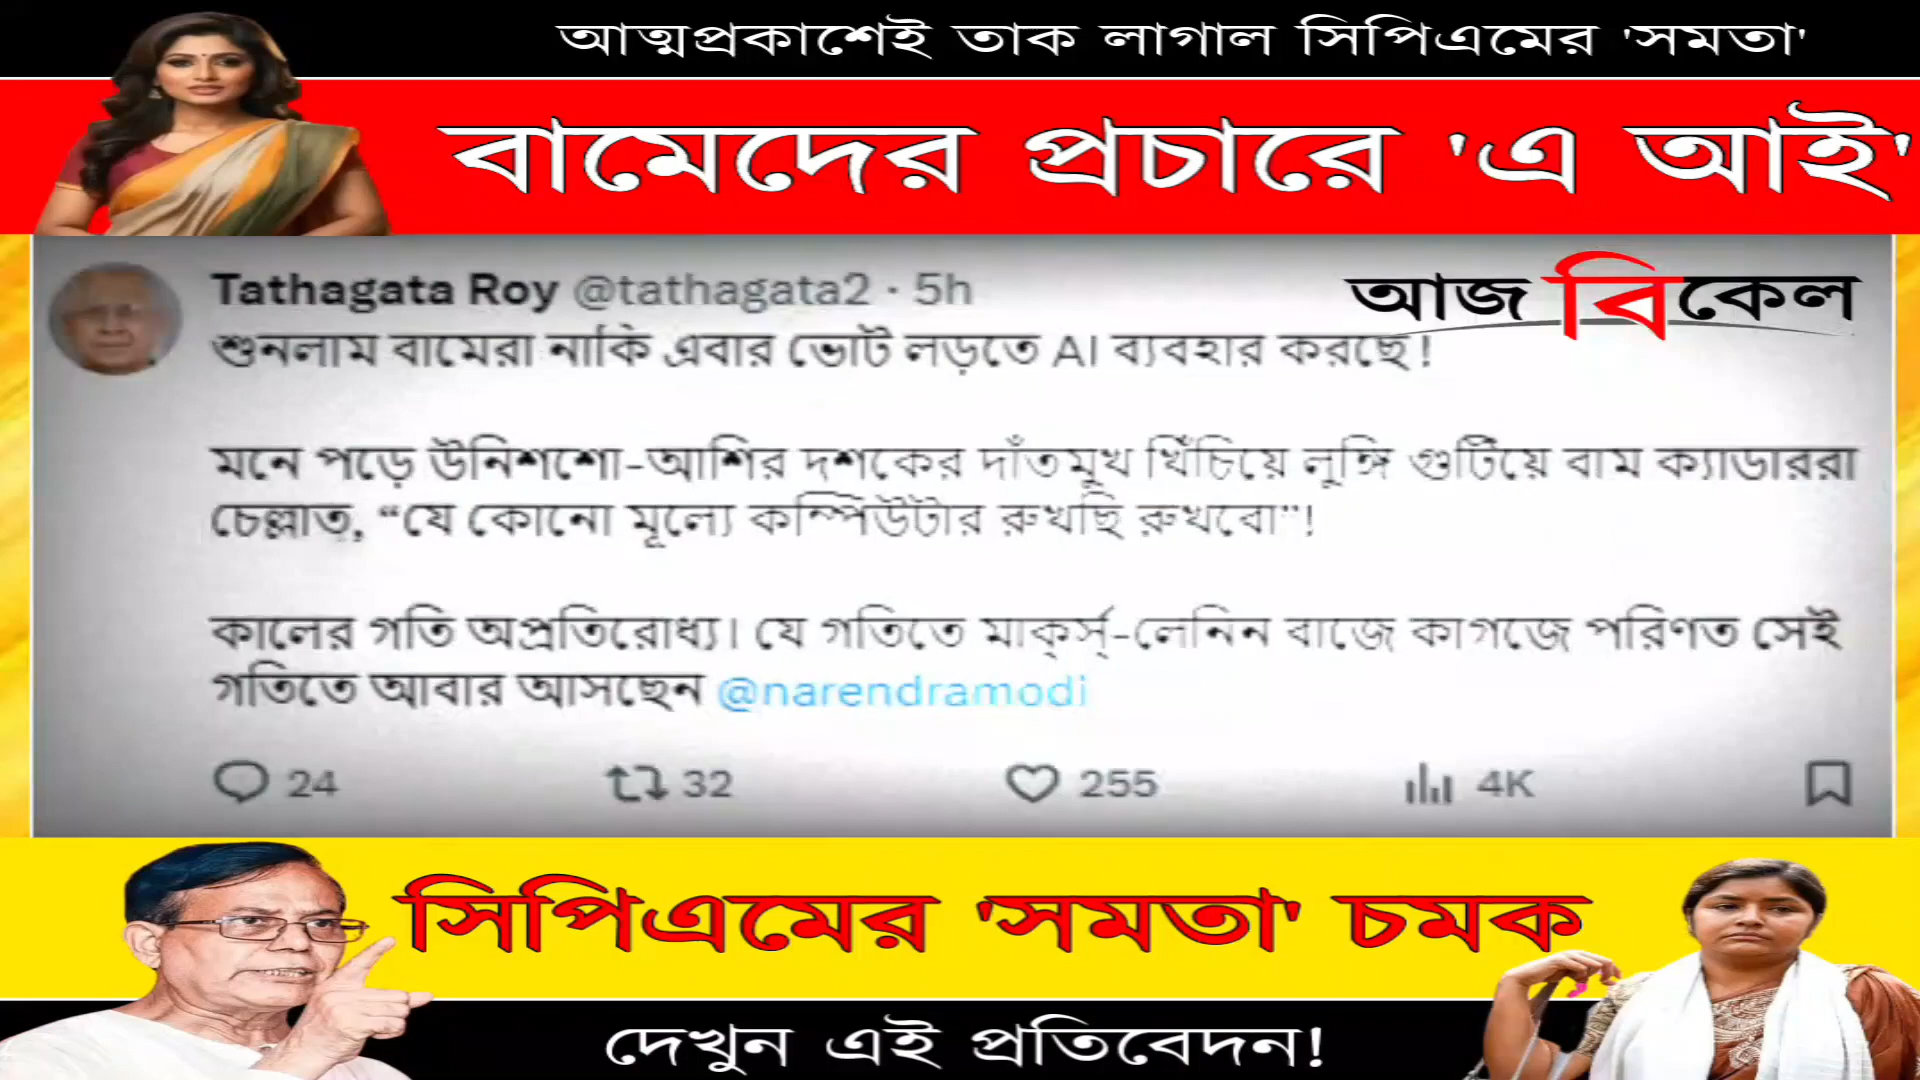 আত্মপ্রকাশেই তাক লাগাল সিপিএমের 'সমতা'
বামেদের প্রচারে 'এ আই'
আজ বিকেল
Tathagata Roy @tathagata2 · 5h
শুনলাম বামেরা নাকি এবার ভোট লড়তে AI ব্যবহার করছে!
মনে পড়ে উনিশশো-আশির দশকের দাঁতমুখ খিঁচিয়ে লুঙ্গি গুটিয়ে বাম ক্যাডাররা
চেল্লাত, “যে কোনো মূল্যে কম্পিউটার রুখছি রুখবো”!
কালের গতি অপ্রতিরোধ্য। যে গতিতে মার্ক্স্-লেনিন বাজে কাগজে পরিণত সেই
গতিতে আবার আসছেন @narendramodi
24 32 255 4K
সিপিএমের 'সমতা' চমক
দেখুন এই প্রতিবেদন!